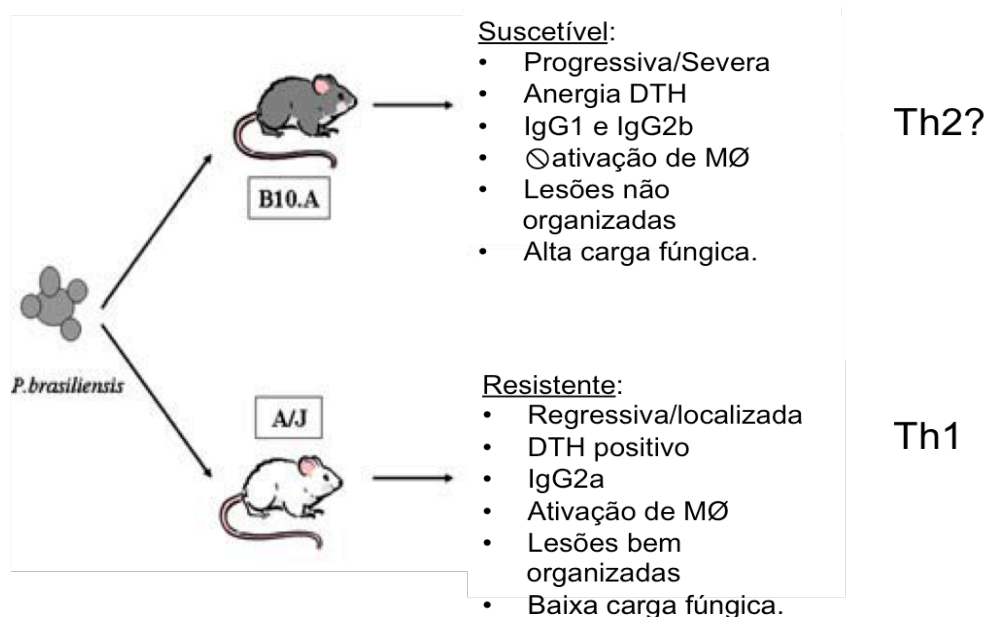 Suscetível:
• Progressiva/Severa
• Anergia DTH
• IgG1 e IgG2b
• 🛇ativação de MØ
• Lesões não
organizadas
• Alta carga fúngica.
Th2?
B10.A
P.brasiliensis
A/J
Resistente:
• Regressiva/localizada
• DTH positivo
• IgG2a
• Ativação de MØ
• Lesões bem
organizadas
• Baixa carga fúngica.
Th1